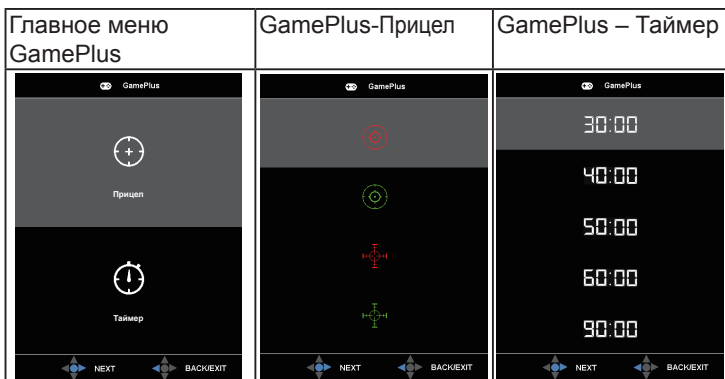 Главное меню
GamePlus
GamePlus-Прицел
GamePlus – Таймер
GamePlus
Прицел
Таймер
NEXT BACK/EXIT
GamePlus
NEXT BACK/EXIT
GamePlus
30:00
40:00
50:00
60:00
90:00
NEXT BACK/EXIT